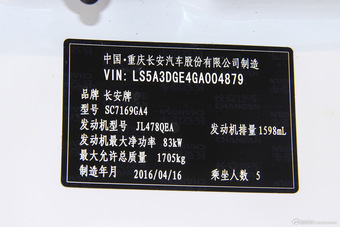 中国·重庆长安汽车股份有限公司制造
VIN: LS5A3DGE4GA004879
品牌 长安牌
型号 SC7169GA4
发动机型号 JL478QEA 发动机排量 1598mL
发动机最大净功率 83kW
最大允许总质量 1705kg
制造年月 2016/04/16 乘坐人数 5